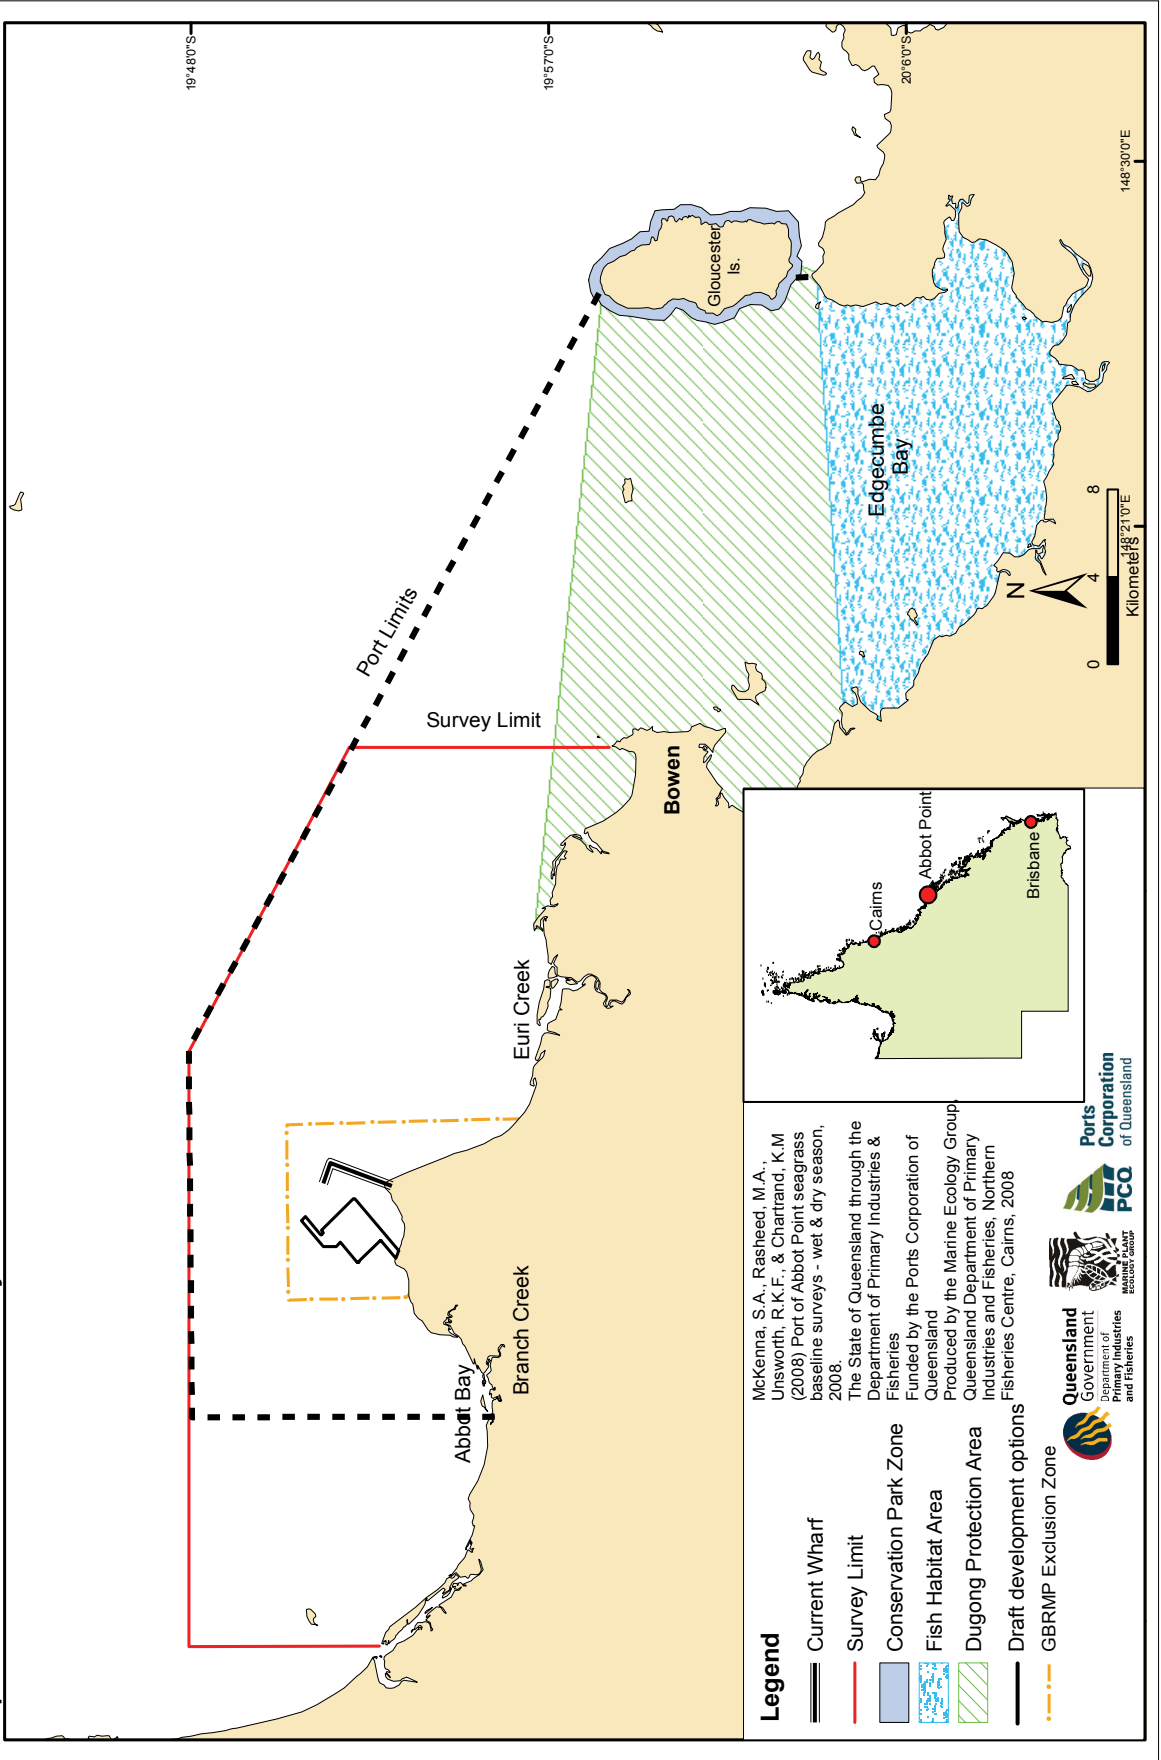 19°48'0"S
19°57'0"S
20°6'0"S
148°30'0"E
148°21'0"E
Port Limits
Survey Limit
Gloucester
Is.
Edgecumbe
Bay
Bowen
Euri Creek
Branch Creek
Abbot Bay
N
0
4
8
Kilometers
Cairns
Abbot Point
Brisbane
Legend
Current Wharf
Survey Limit
Conservation Park Zone
Fish Habitat Area
Dugong Protection Area
Draft development options
GBRMP Exclusion Zone
McKenna, S.A., Rasheed, M.A.,
Unsworth, R.K.F., & Chartrand, K.M
(2008) Port of Abbot Point seagrass
baseline surveys - wet & dry season,
2008.
The State of Queensland through the
Department of Primary Industries &
Fisheries
Funded by the Ports Corporation of
Queensland
Produced by the Marine Ecology Group,
Queensland Department of Primary
Industries and Fisheries, Northern
Fisheries Centre, Cairns, 2008
Queensland
Government
Department of
Primary Industries
and Fisheries
MARINE PLANT
ECOLOGY GROUP
PCQ
Ports
Corporation
of Queensland